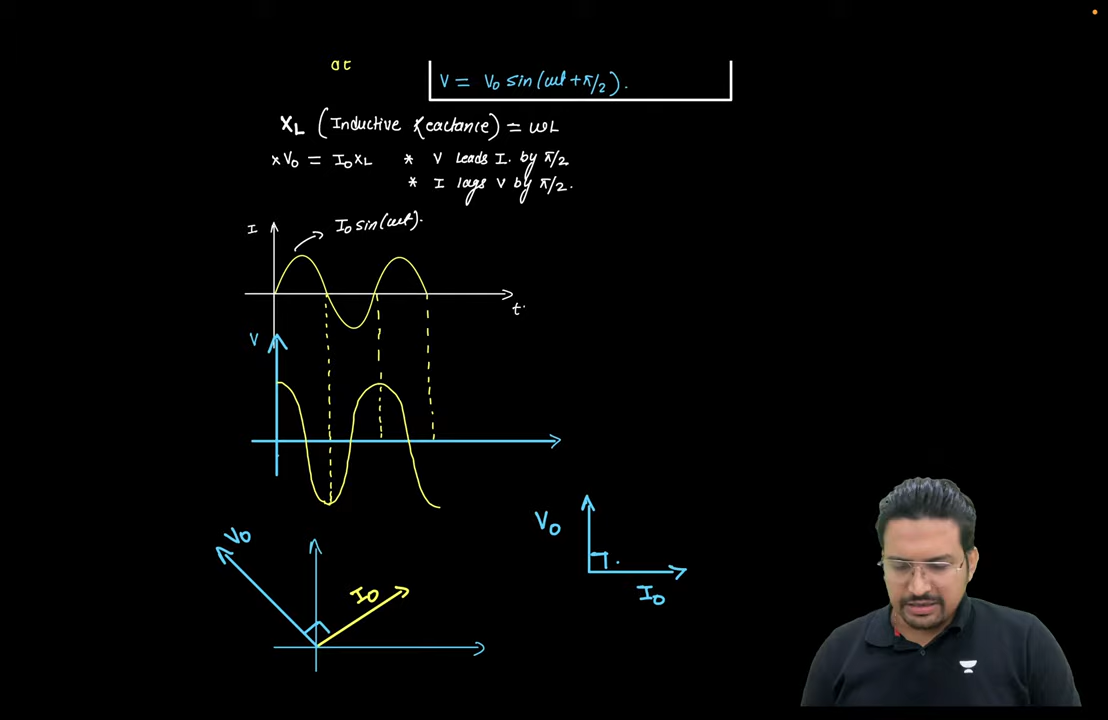 V = V₀ sin(ωt + π/2).
X_L (Inductive Reactance) = ωL
×V₀ = I₀X_L * V Leads I. by π/2
* I lags V by π/2.
I₀ sin(ωt).
I
t.
V
V₀
I₀
V₀
I₀